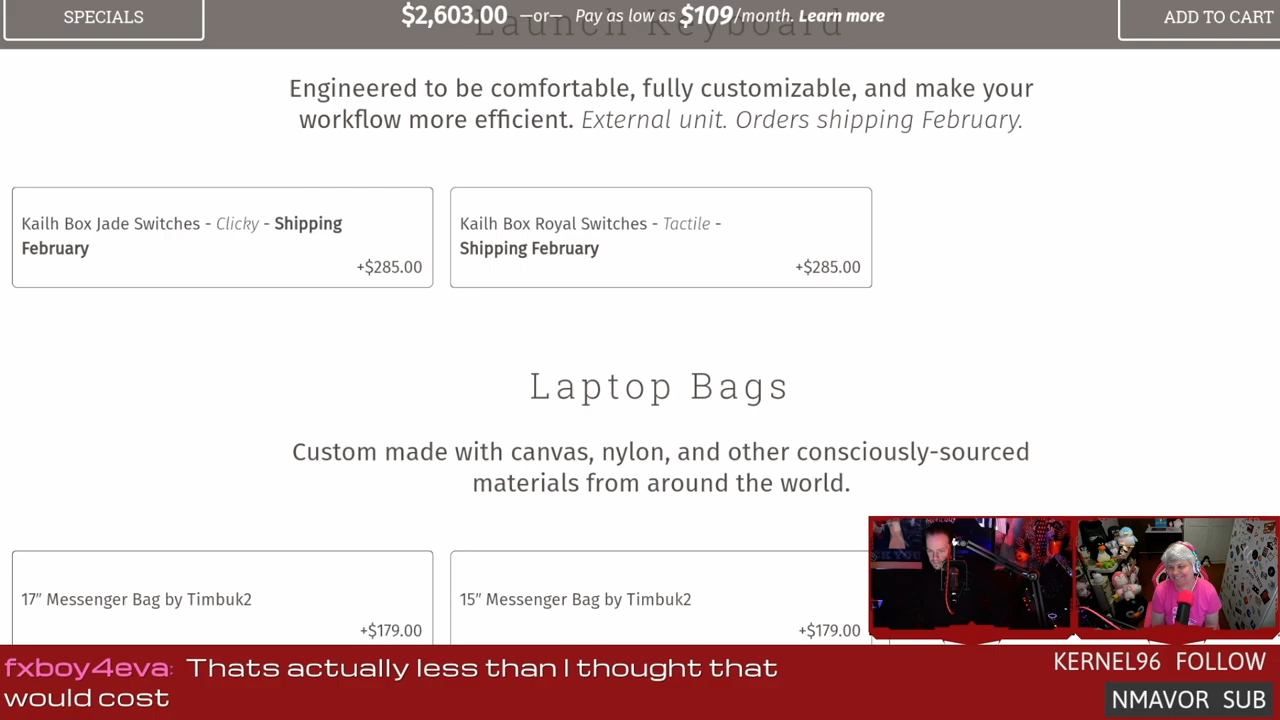 SPECIALS
$2,603.00 —or— Pay as low as $109/month. Learn more
ADD TO CART
Launch Keyboard
Engineered to be comfortable, fully customizable, and make your
workflow more efficient. External unit. Orders shipping February.
Kailh Box Jade Switches - Clicky - Shipping
February
+$285.00
Kailh Box Royal Switches - Tactile -
Shipping February
+$285.00
Laptop Bags
Custom made with canvas, nylon, and other consciously-sourced
materials from around the world.
17" Messenger Bag by Timbuk2
+$179.00
15" Messenger Bag by Timbuk2
+$179.00
fxboy4eva: Thats actually less than I thought that
would cost
KERNEL96 FOLLOW
NMAVOR SUB